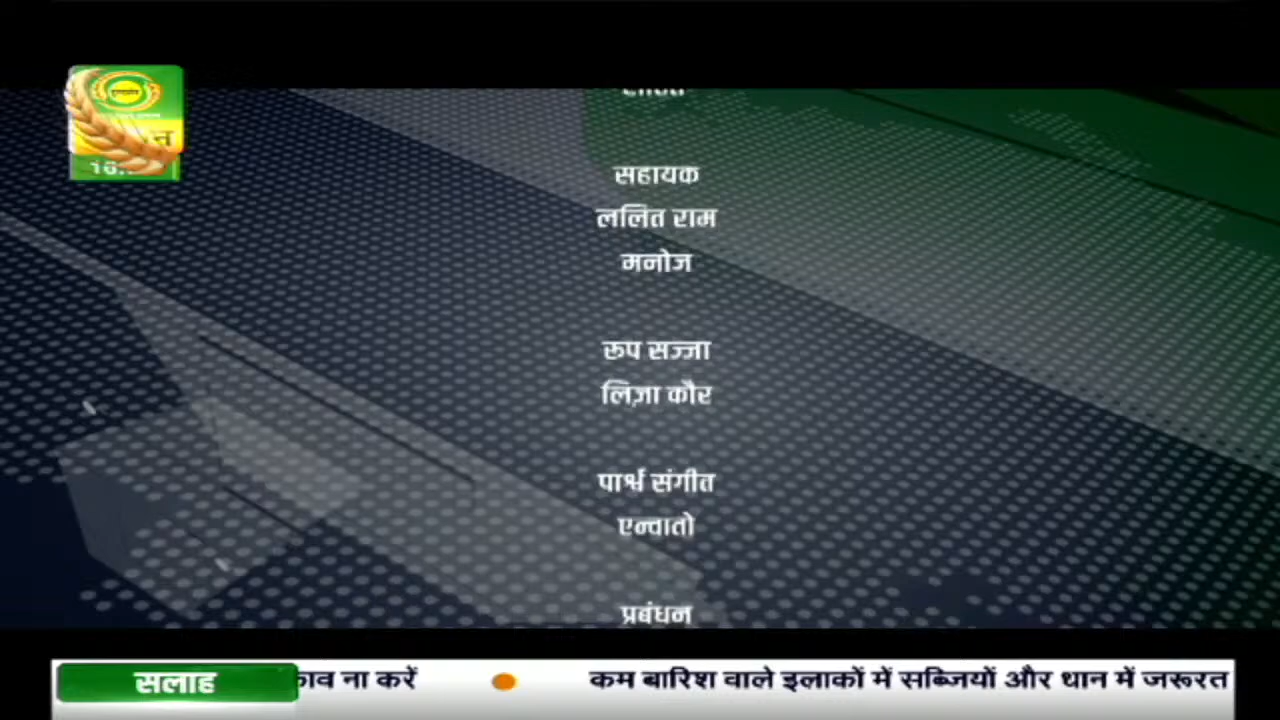 सहायक
ललित राम
मनोज
रूप सज्जा
लिज़ा कौर
पार्श्व संगीत
एन्वातो
प्रबंधन
सलाह
ना करें
कम बारिश वाले इलाकों में सब्जियों और धान में जरूरत